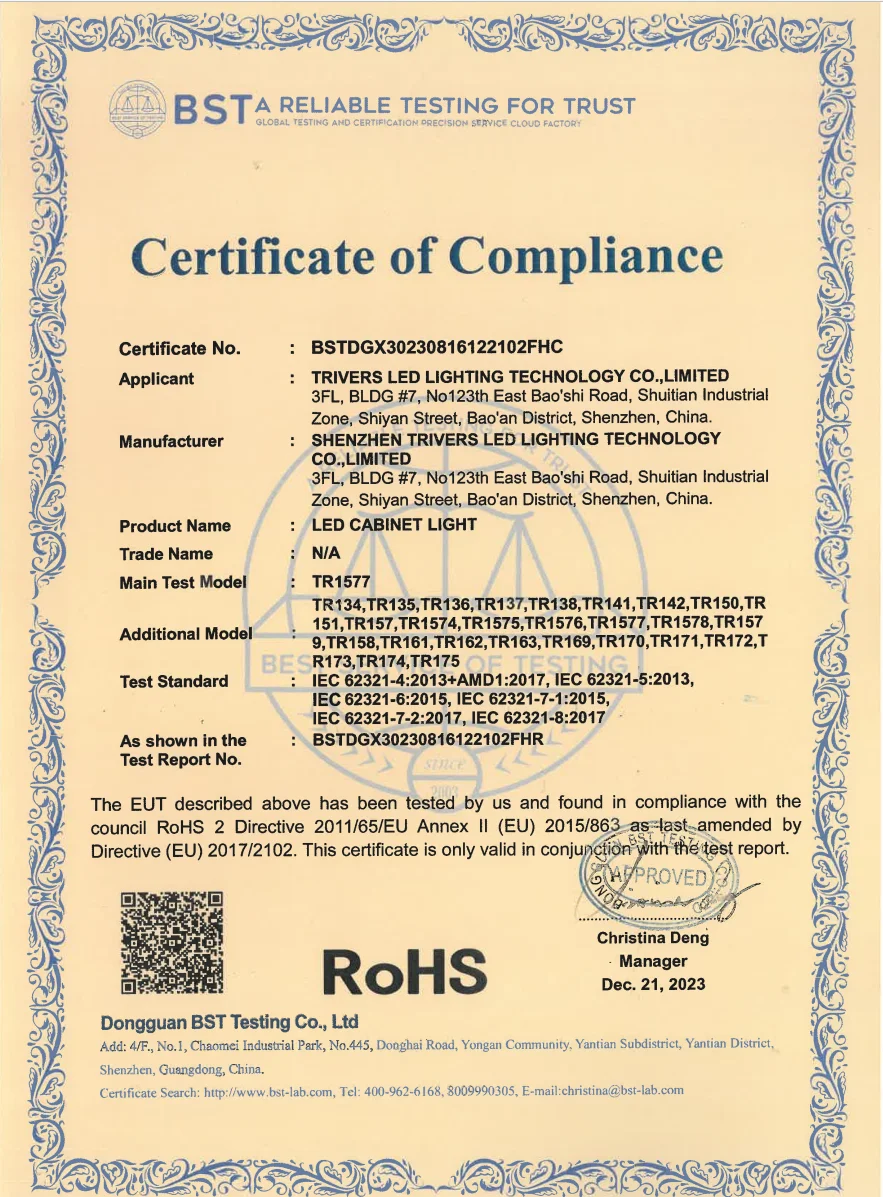 BST A RELIABLE TESTING FOR TRUST
GLOBAL TESTING AND CERTIFICATION PRECISION SERVICE CLOUD FACTORY
Certificate of Compliance
Certificate No. : BSTDGX30230816122102FHC
Applicant : TRIVERS LED LIGHTING TECHNOLOGY CO.,LIMITED
3FL, BLDG #7, No123th East Bao'shi Road, Shuitian Industrial
Zone, Shiyan Street, Bao'an District, Shenzhen, China.
Manufacturer : SHENZHEN TRIVERS LED LIGHTING TECHNOLOGY
CO.,LIMITED
3FL, BLDG #7, No123th East Bao'shi Road, Shuitian Industrial
Zone, Shiyan Street, Bao'an District, Shenzhen, China.
Product Name : LED CABINET LIGHT
Trade Name : N/A
Main Test Model : TR1577
Additional Model : TR134,TR135,TR136,TR137,TR138,TR141,TR142,TR150,TR
151,TR157,TR1574,TR1575,TR1576,TR1577,TR1578,TR157
9,TR158,TR161,TR162,TR163,TR169,TR170,TR171,TR172,T
R173,TR174,TR175
BEST SERVICE OF TESTING
Test Standard : IEC 62321-4:2013+AMD1:2017, IEC 62321-5:2013,
IEC 62321-6:2015, IEC 62321-7-1:2015,
IEC 62321-7-2:2017, IEC 62321-8:2017
As shown in the : BSTDGX30230816122102FHR
Test Report No.
since
2003
The EUT described above has been tested by us and found in compliance with the
council RoHS 2 Directive 2011/65/EU Annex II (EU) 2015/863 as last amended by
Directive (EU) 2017/2102. This certificate is only valid in conjunction with the test report.
APPROVED
Christina Deng
Manager
Dec. 21, 2023
RoHS
Dongguan BST Testing Co., Ltd
Add: 4/F., No.1, Chaomei Industrial Park, No.445, Donghai Road, Yongan Community, Yantian Subdistrict, Yantian District,
Shenzhen, Guangdong, China.
Certificate Search: http://www.bst-lab.com, Tel: 400-962-6168, 8009990305, E-mail:christina@bst-lab.com